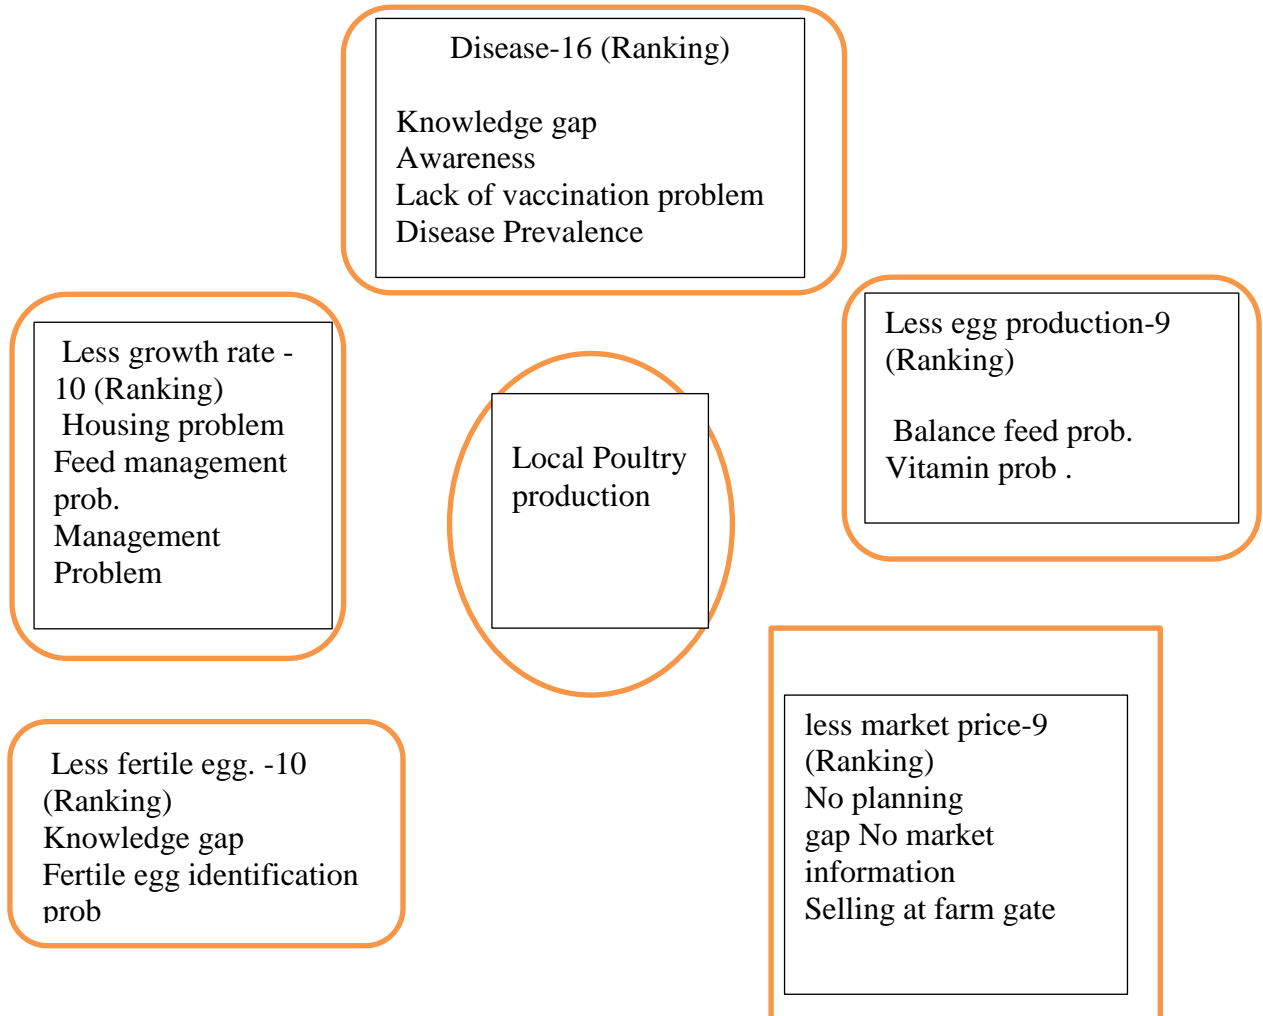 Disease-16 (Ranking)
Knowledge gap
Awareness
Lack of vaccination problem
Disease Prevalence
Less growth rate -
10 (Ranking)
Housing problem
Feed management
prob.
Management
Problem
Local Poultry
production
Less egg production-9
(Ranking)
Balance feed prob.
Vitamin prob .
Less fertile egg. -10
(Ranking)
Knowledge gap
Fertile egg identification
prob
less market price-9
(Ranking)
No planning
gap No market
information
Selling at farm gate